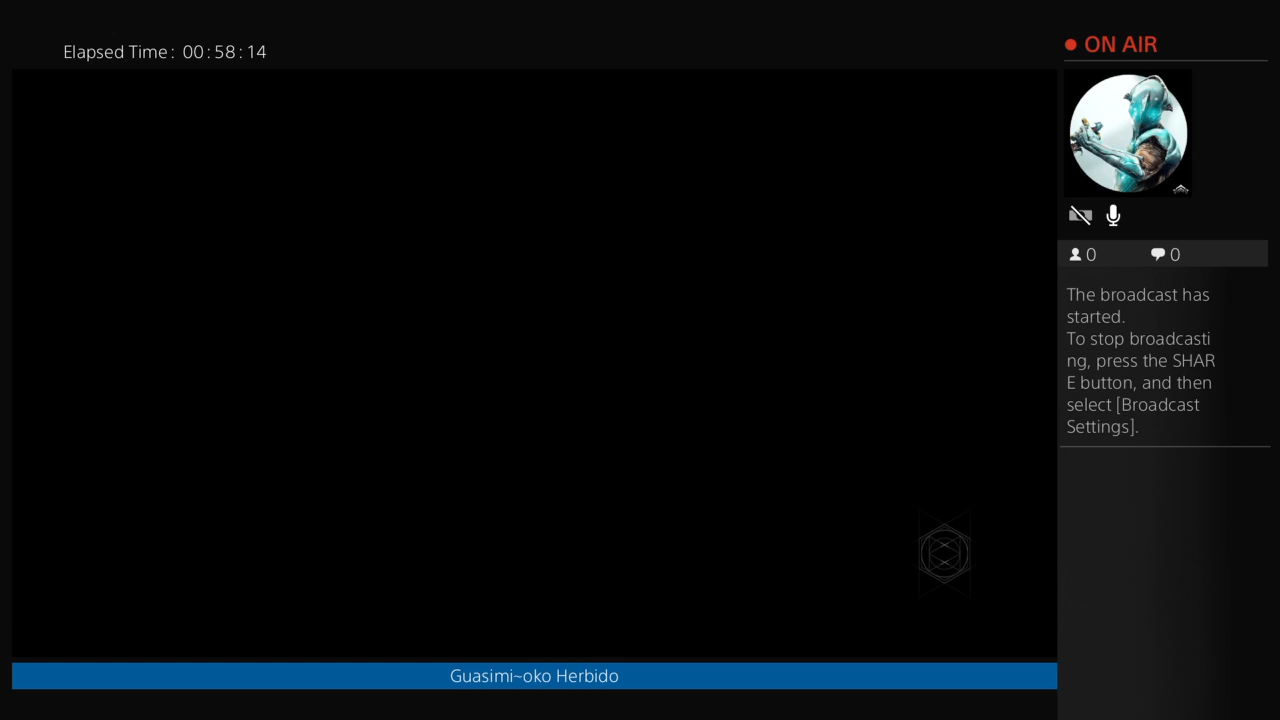 Elapsed Time: 00:58:14
ON AIR
0 0
The broadcast has
started.
To stop broadcasti
ng, press the SHAR
E button, and then
select [Broadcast
Settings].
Guasimi~oko Herbido